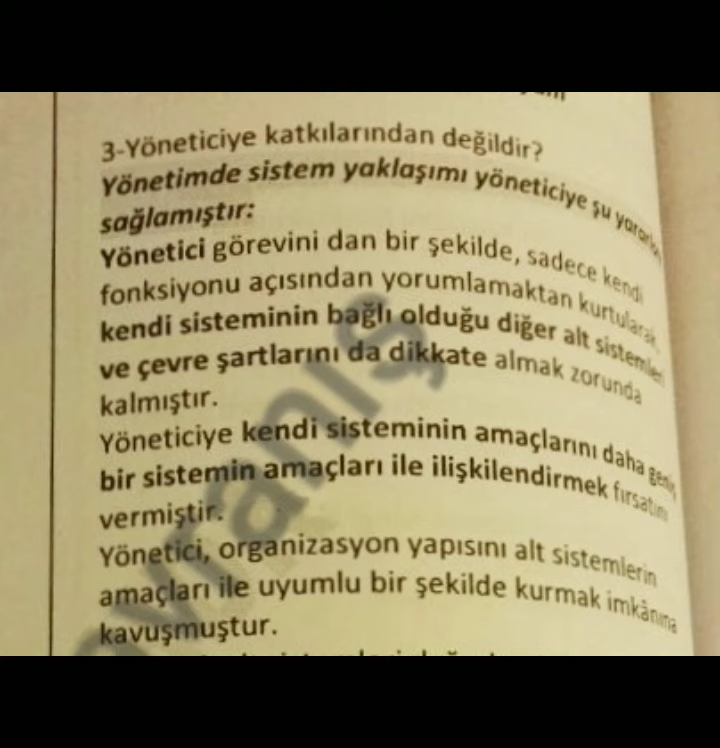 3-Yöneticiye katkılarından değildir?
Yönetimde sistem yaklaşımı yöneticiye şu yararları
sağlamıştır:
Yönetici görevini dan bir şekilde, sadece kendi
fonksiyonu açısından yorumlamaktan kurtularak,
kendi sisteminin bağlı olduğu diğer alt sistemleri
ve çevre şartlarını da dikkate almak zorunda
kalmıştır.
Yöneticiye kendi sisteminin amaçlarını daha geniş
bir sistemin amaçları ile ilişkilendirmek fırsatını
vermiştir.
Yönetici, organizasyon yapısını alt sistemlerin
amaçları ile uyumlu bir şekilde kurmak imkânına
kavuşmuştur.